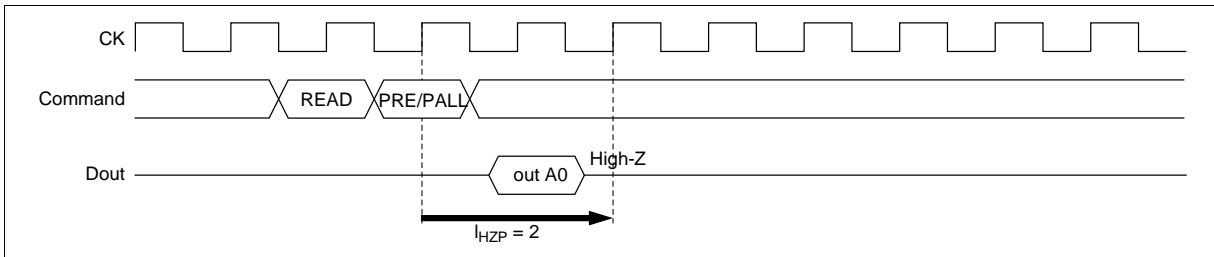 CK
Command
READ
PRE/PALL
High-Z
Dout
out A0
lHZP = 2